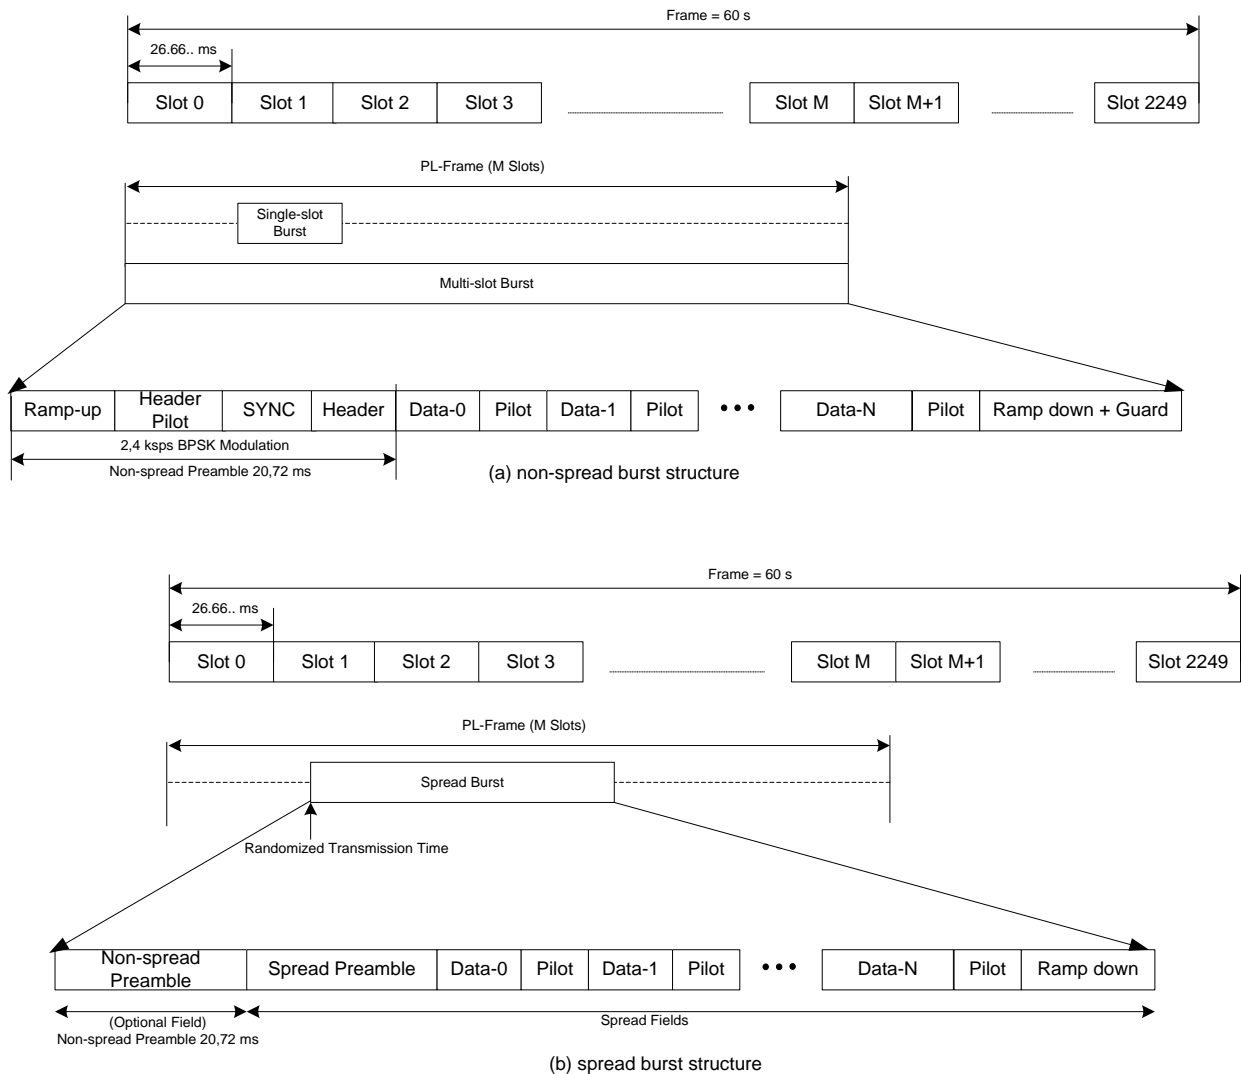 Frame = 60 s
26.66.. ms
Slot 0 Slot 1 Slot 2 Slot 3 Slot M Slot M+1 Slot 2249
PL-Frame (M Slots)
Single-slot
Burst
Multi-slot Burst
Ramp-up Header Pilot SYNC Header Data-0 Pilot Data-1 Pilot ••• Data-N Pilot Ramp down + Guard
2,4 ksps BPSK Modulation
Non-spread Preamble 20,72 ms
(a) non-spread burst structure
Frame = 60 s
26.66.. ms
Slot 0 Slot 1 Slot 2 Slot 3 Slot M Slot M+1 Slot 2249
PL-Frame (M Slots)
Spread Burst
Randomized Transmission Time
Non-spread Preamble Spread Preamble Data-0 Pilot Data-1 Pilot ••• Data-N Pilot Ramp down
(Optional Field)
Non-spread Preamble 20,72 ms
Spread Fields
(b) spread burst structure